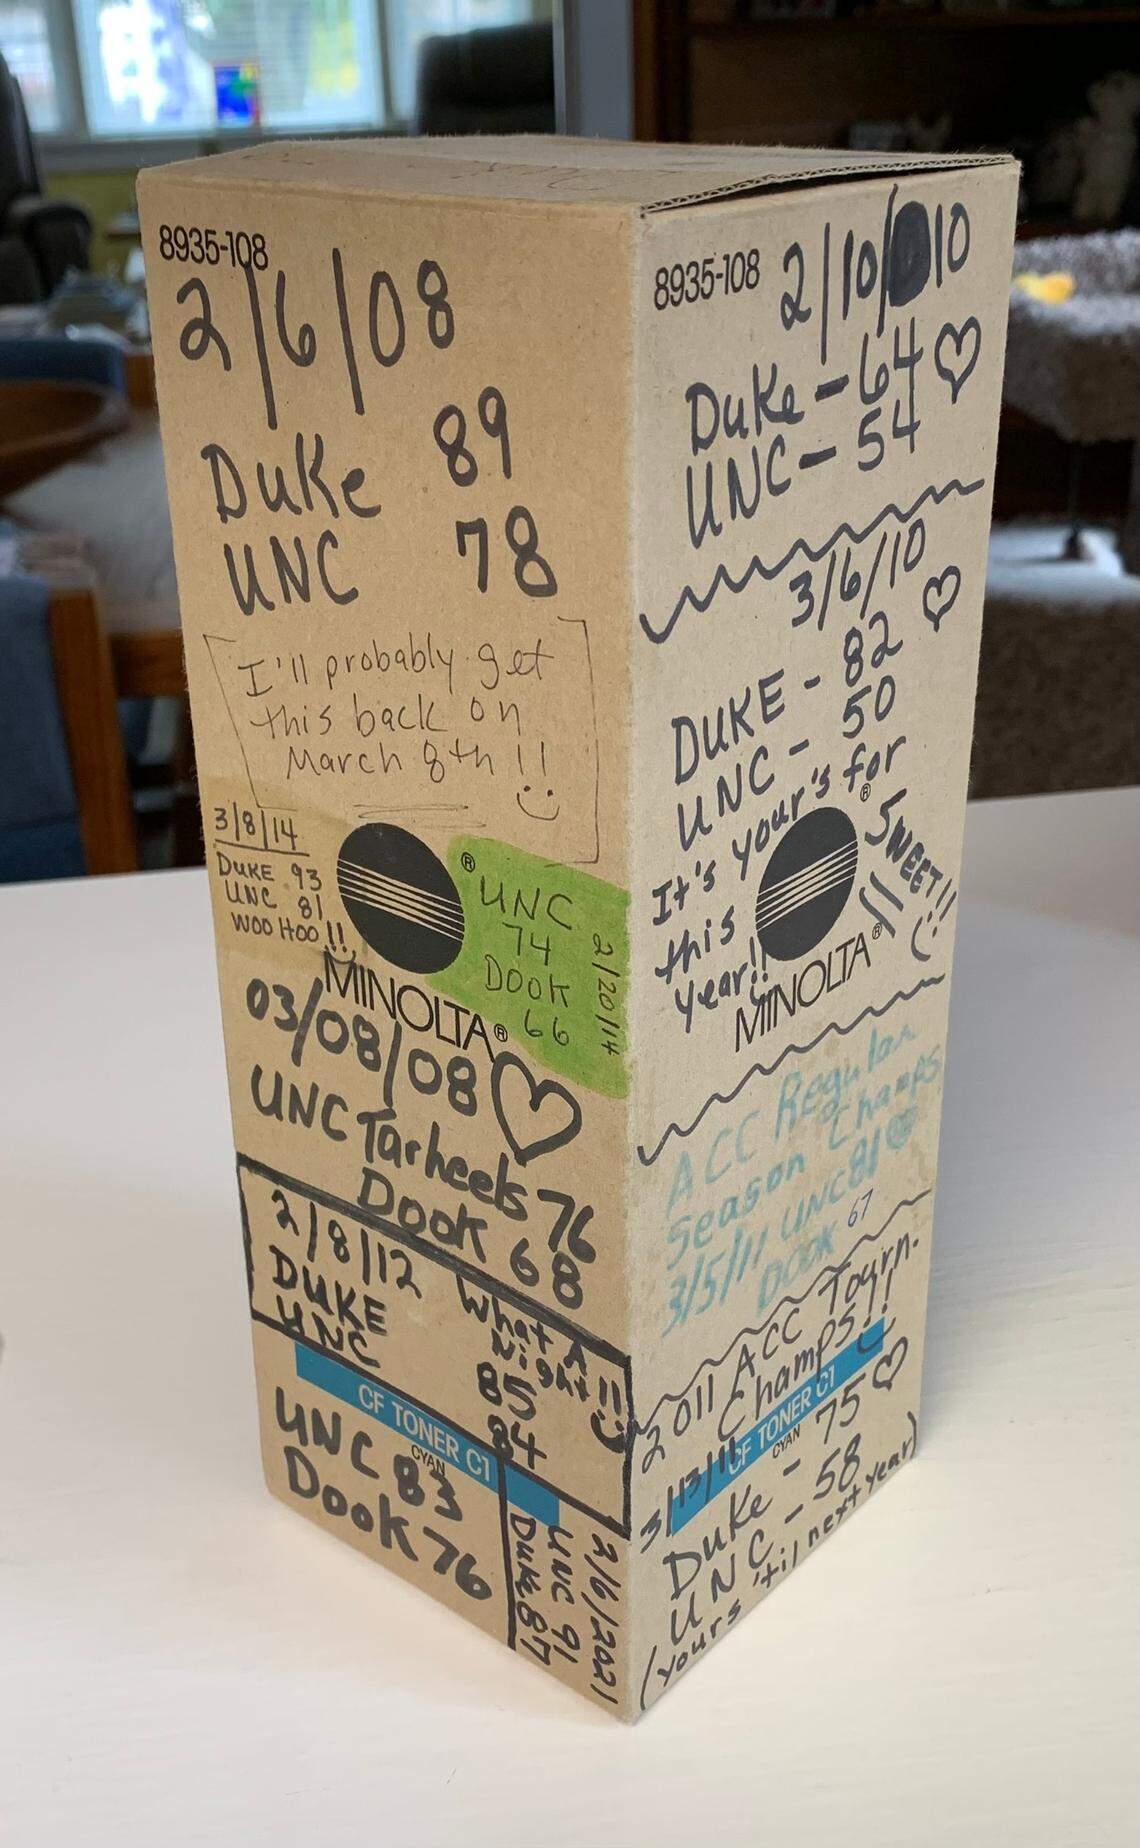 8935-108
2/6/08
Duke 89
UNC 78
I'll probably get
this back on
March 8th !!
3/8/14
DUKE 93
UNC 81
WOO HOO !!
®
UNC
74
DOOK
66
2/20/14
MINOLTA®
03/08/08
UNC Tarheels 76
Dook 68
2/8/12 What A
Night !!
DUKE 85
UNC 84
CF TONER C1
CYAN
UNC 83
Dook 76
2/6/2021
UNC 91
Duke 87
8935-108
2/10/10
Duke - 64
UNC - 54
3/6/10
DUKE - 82
UNC - 50
It's your's for
this
year!!
SWEET!!
®
MINOLTA®
ACC Regular
Season Champs
3/5/11 UNC 81
DOOK 67
2011 ACC Tourn.
Champs!!
3/13/11
CF TONER C1
CYAN
Duke - 75
UNC - 58
(yours 'til next year)